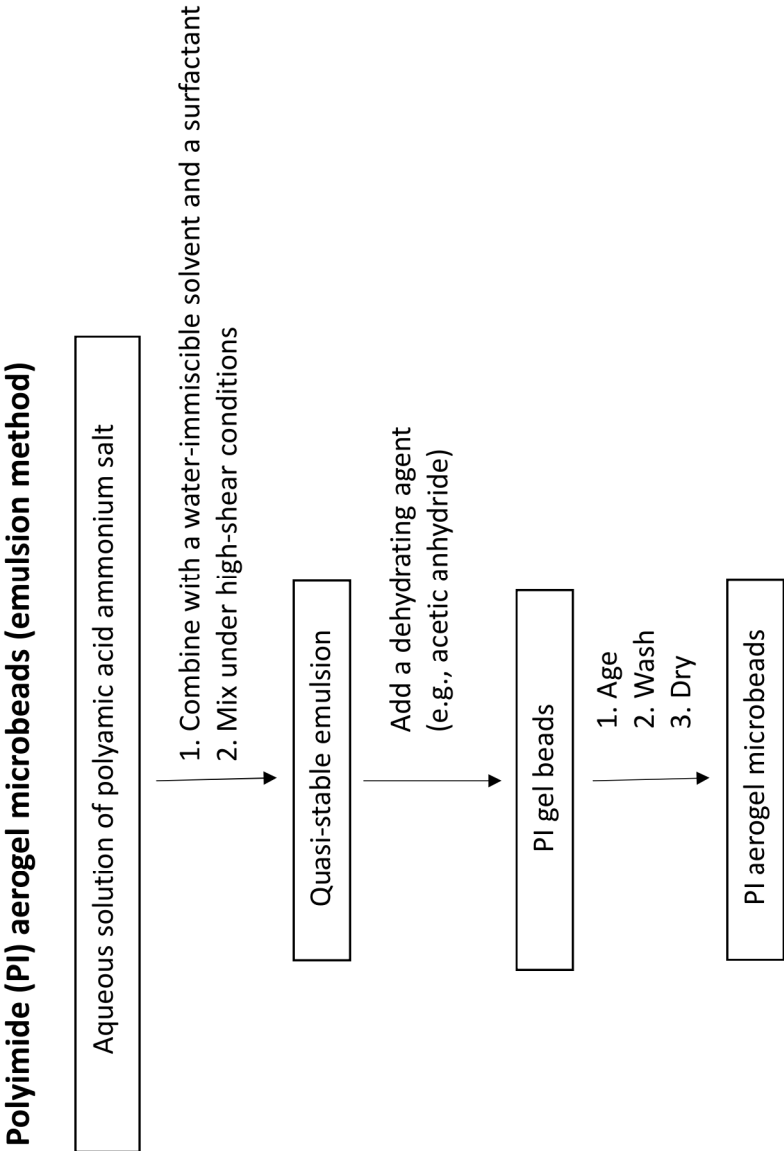 Polyimide (PI) aerogel microbeads (emulsion method)
Aqueous solution of polyamic acid ammonium salt
1. Combine with a water-immiscible solvent and a surfactant
2. Mix under high-shear conditions
Quasi-stable emulsion
Add a dehydrating agent
(e.g., acetic anhydride)
PI gel beads
1. Age
2. Wash
3. Dry
PI aerogel microbeads